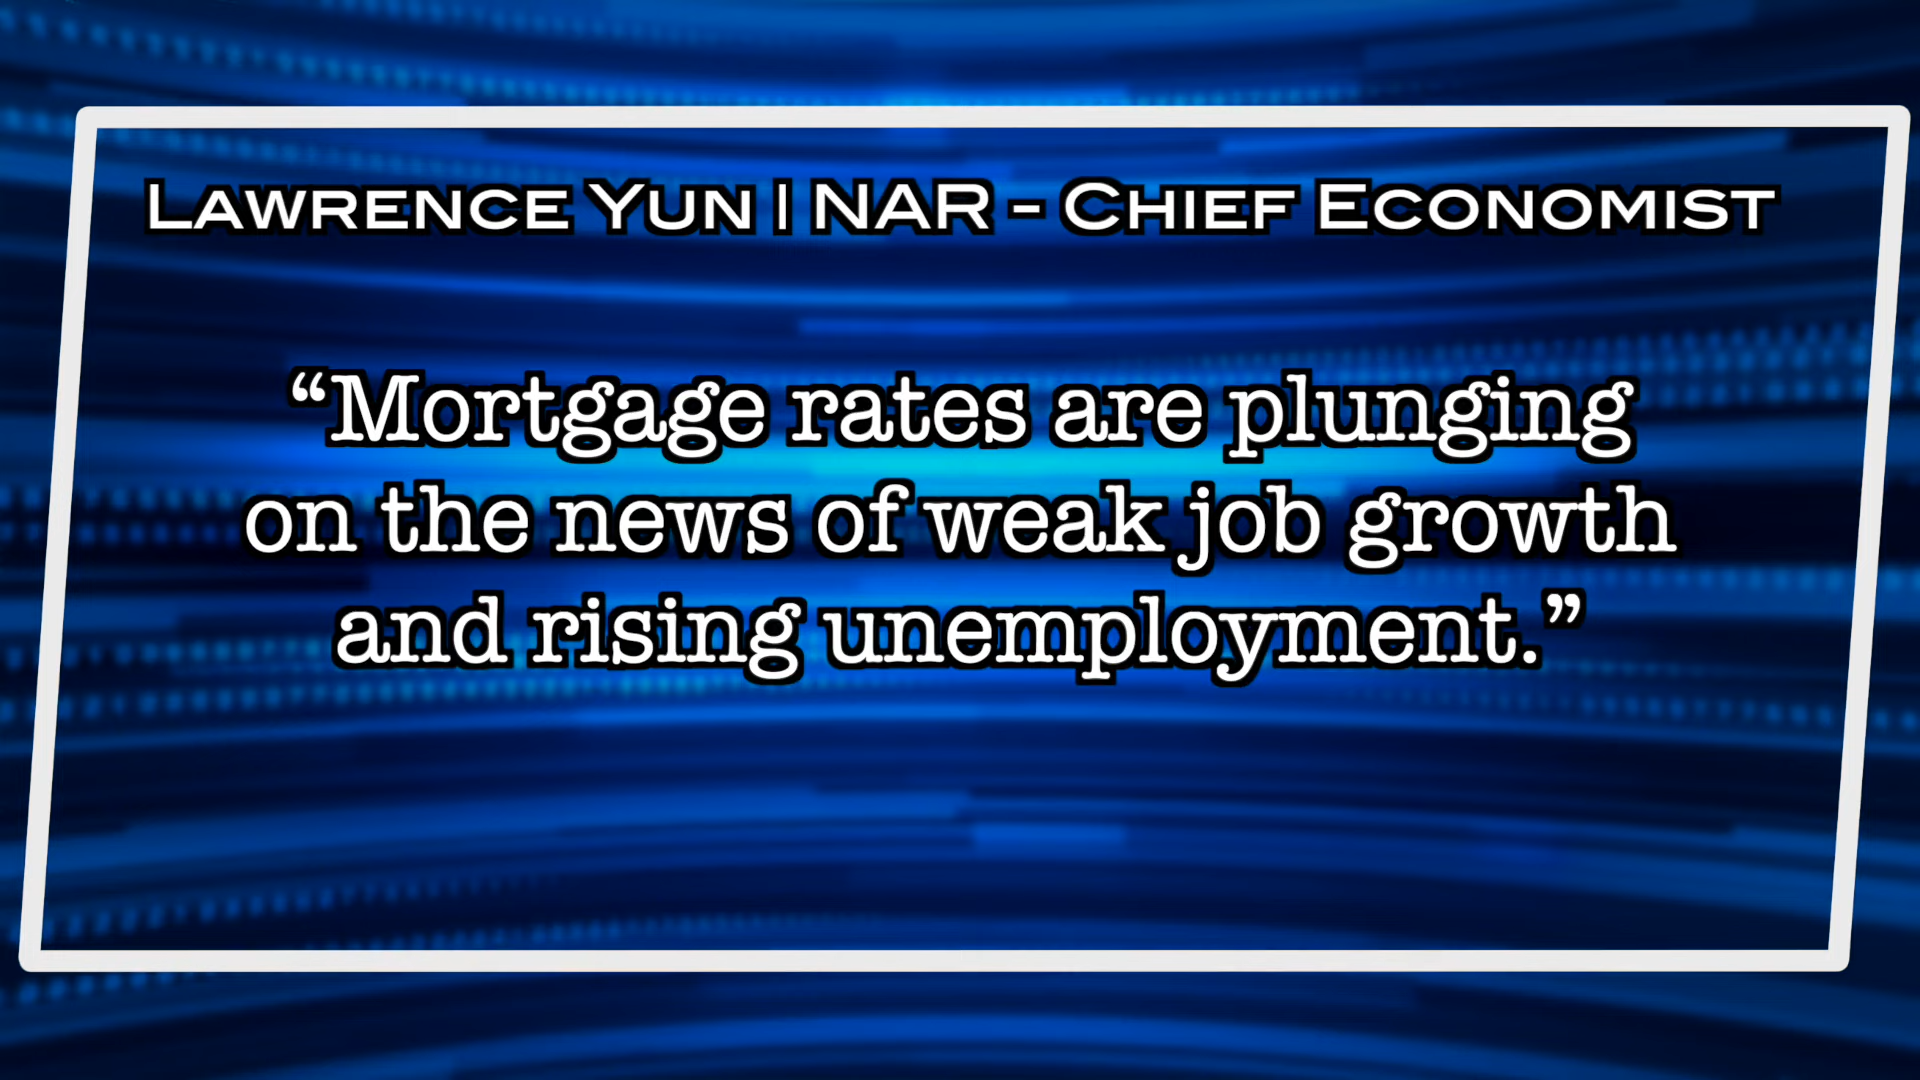 Lawrence Yun | NAR - Chief Economist
“Mortgage rates are plunging
on the news of weak job growth
and rising unemployment.”